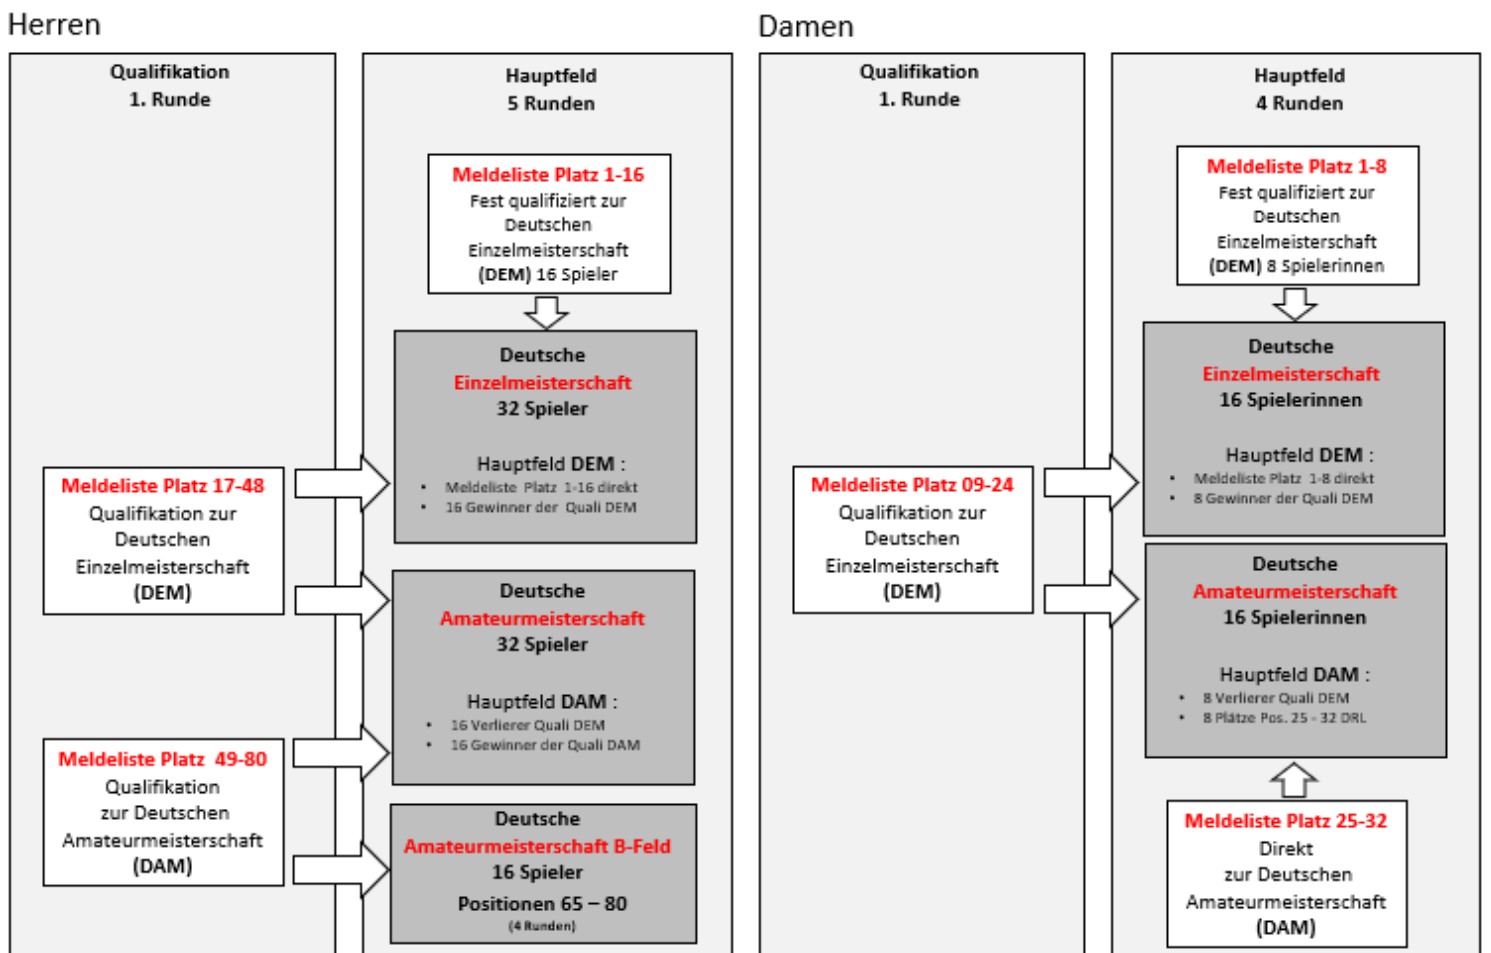 Herren
Qualifikation
1. Runde
Hauptfeld
5 Runden
Meldeliste Platz 1-16
Fest qualifiziert zur
Deutschen
Einzelmeisterschaft
(DEM) 16 Spieler
Deutsche
Einzelmeisterschaft
32 Spieler
Hauptfeld DEM :
• Meldeliste Platz 1-16 direkt
• 16 Gewinner der Quali DEM
Meldeliste Platz 17-48
Qualifikation zur
Deutschen
Einzelmeisterschaft
(DEM)
Deutsche
Amateurmeisterschaft
32 Spieler
Hauptfeld DAM :
• 16 Verlierer Quali DEM
• 16 Gewinner der Quali DAM
Meldeliste Platz 49-80
Qualifikation
zur Deutschen
Amateurmeisterschaft
(DAM)
Deutsche
Amateurmeisterschaft B-Feld
16 Spieler
Positionen 65 – 80
(4 Runden)
Damen
Qualifikation
1. Runde
Hauptfeld
4 Runden
Meldeliste Platz 1-8
Fest qualifiziert zur
Deutschen
Einzelmeisterschaft
(DEM) 8 Spielerinnen
Deutsche
Einzelmeisterschaft
16 Spielerinnen
Hauptfeld DEM :
• Meldeliste Platz 1-8 direkt
• 8 Gewinner der Quali DEM
Meldeliste Platz 09-24
Qualifikation zur
Deutschen
Einzelmeisterschaft
(DEM)
Deutsche
Amateurmeisterschaft
16 Spielerinnen
Hauptfeld DAM :
• 8 Verlierer Quali DEM
• 8 Plätze Pos. 25 - 32 DRL
Meldeliste Platz 25-32
Direkt
zur Deutschen
Amateurmeisterschaft
(DAM)